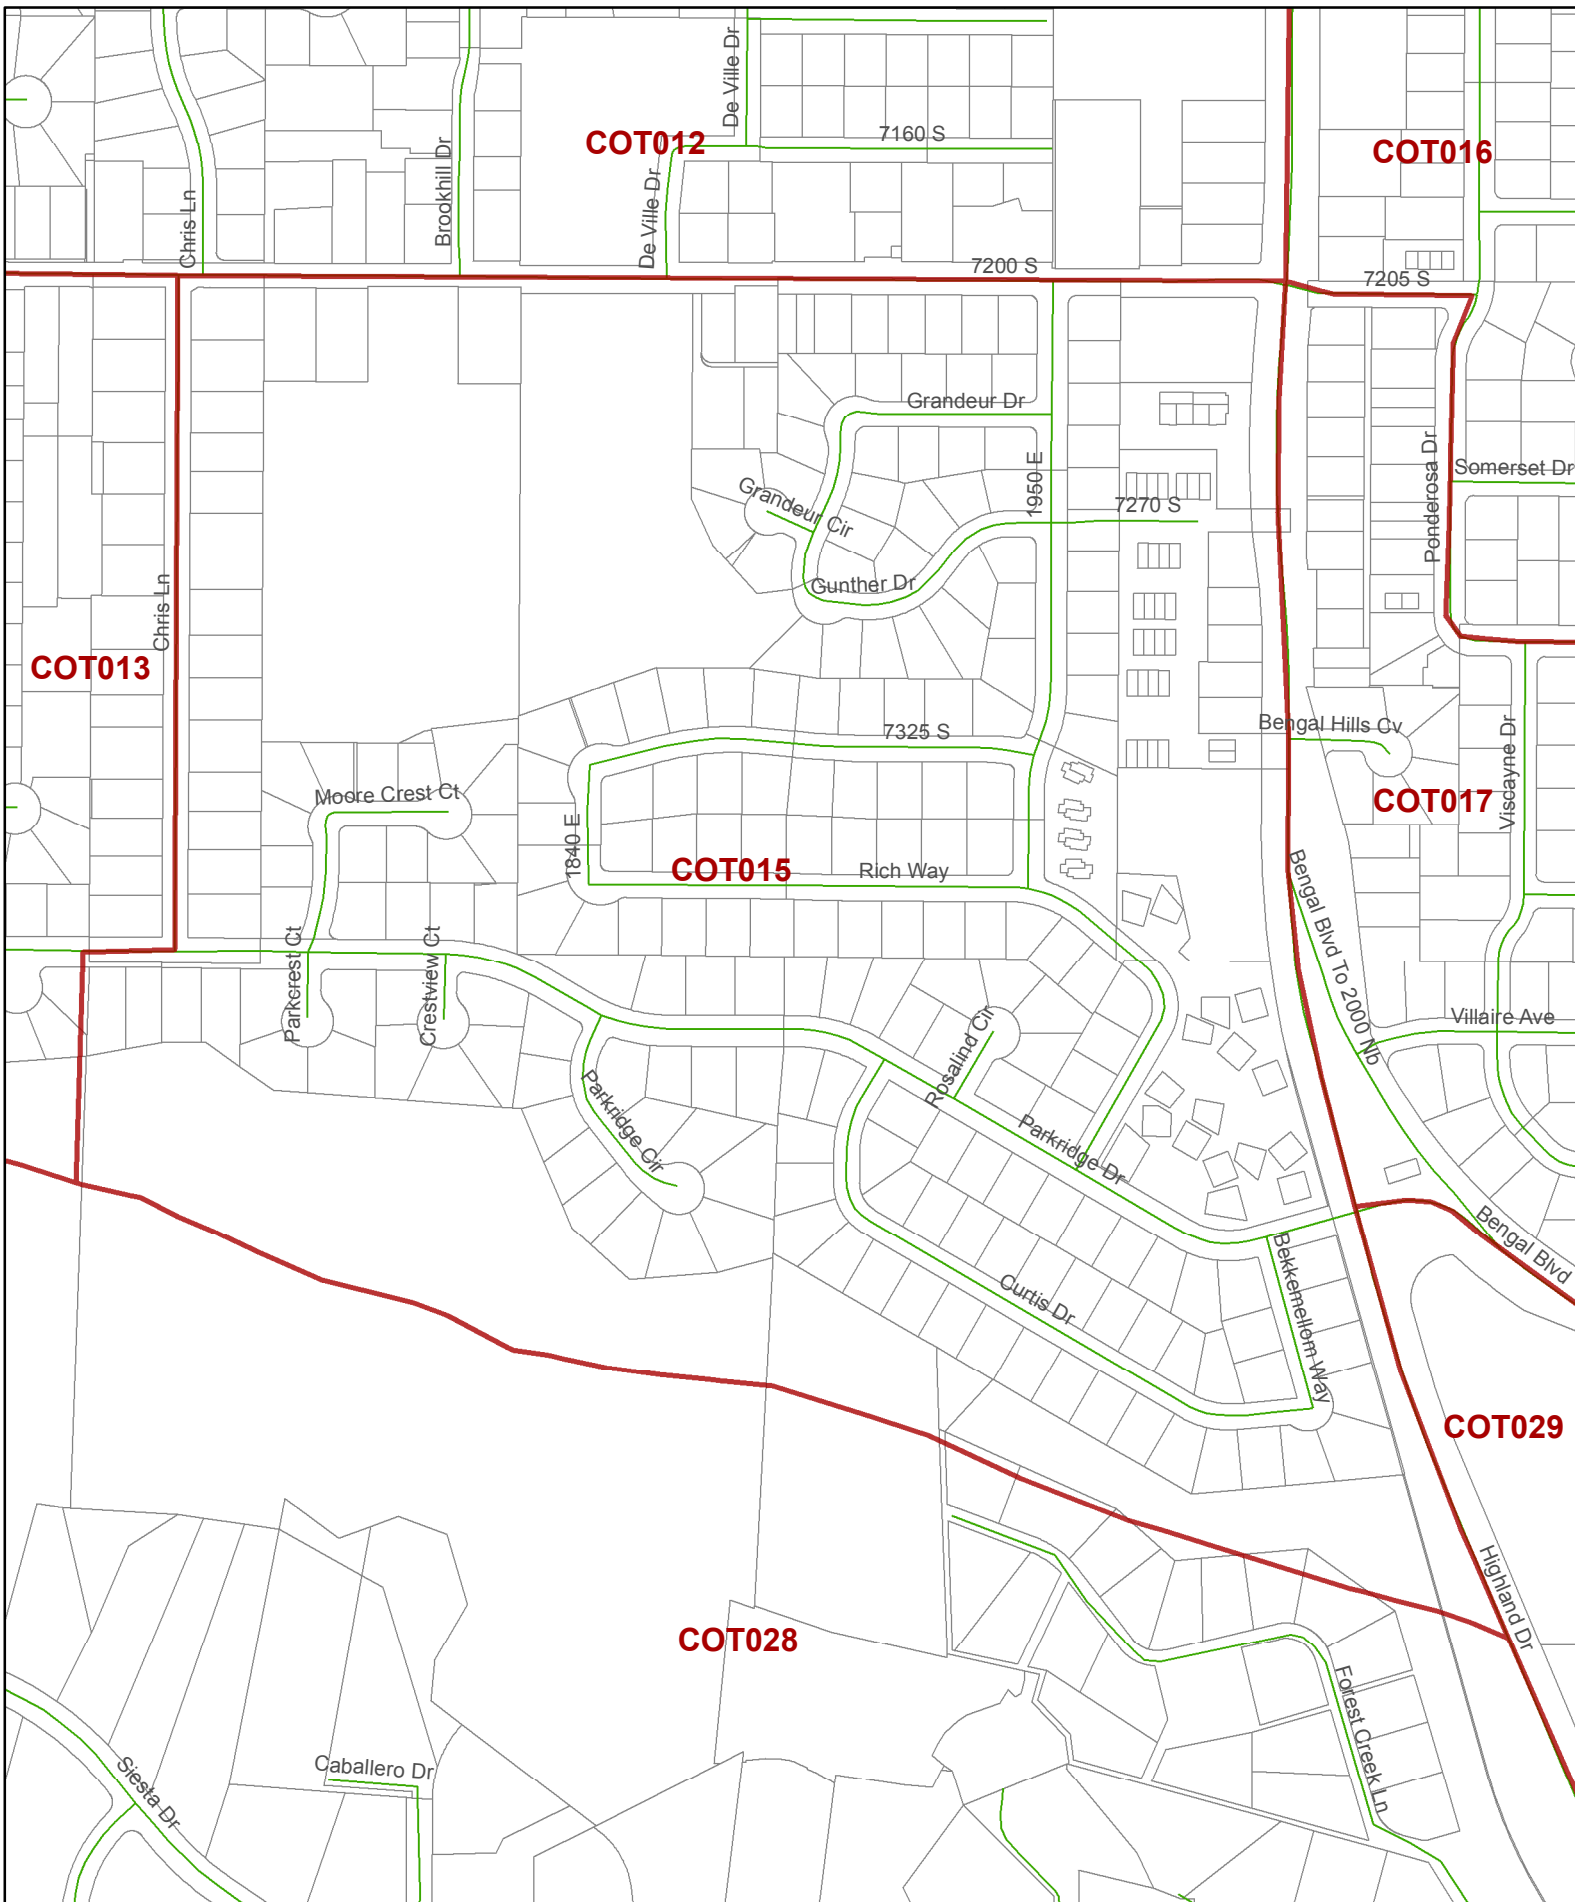 De Ville Dr
COT012
7160 S
COT016
Brookhill Dr
Chris Ln
De Ville Dr
7200 S
7205 S
Grandeur Dr
1950 E
Ponderosa Dr
Somerset Dr
Grandeur Cir
7270 S
Gunther Dr
Chris Ln
COT013
7325 S
Bengal Hills Cv
Viscayne Dr
Moore Crest Ct
COT017
1840 E
COT015
Rich Way
Bengal Blvd To 2000 Nb
Parkcrest Ct
Crestview Ct
Rosalind Cir
Villaire Ave
Parkridge Cir
Parkridge Dr
Bengal Blvd
Bekkemellom Way
Curtis Dr
COT029
Highland Dr
COT028
Forest Creek Ln
Siesta Dr
Caballero Dr